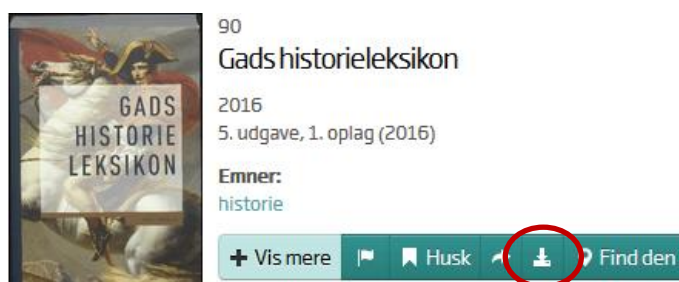 GADS
HISTORIE
LEKSIKON
90
Gads historieleksikon
2016
5. udgave, 1. oplag (2016)
Emner:
historie
Vis mere
Husk
Find den